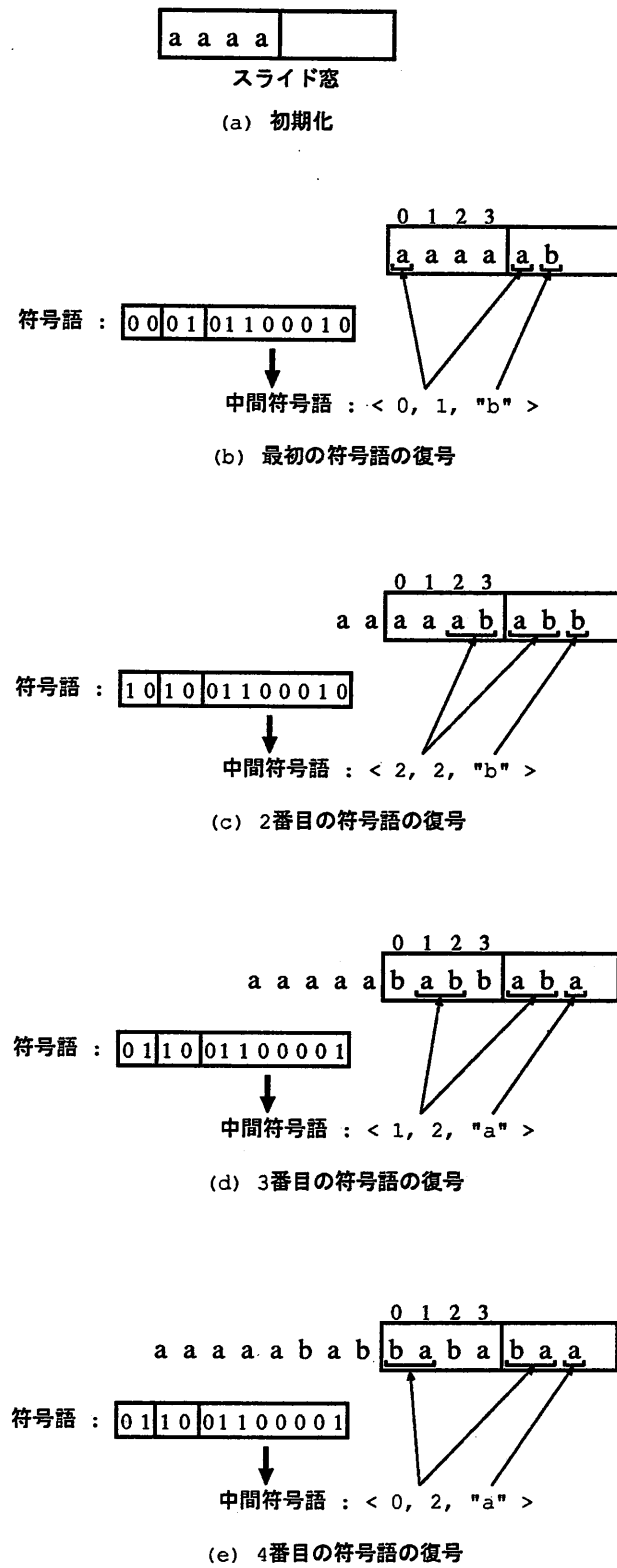 a a a a
スライド窓
(a) 初期化
0 1 2 3
a a a a a b
符号語 : 00 01 01100010
中間符号語 : < 0, 1, "b" >
(b) 最初の符号語の復号
0 1 2 3
a a a a a b a b b
符号語 : 10 10 01100010
中間符号語 : < 2, 2, "b" >
(c) 2番目の符号語の復号
0 1 2 3
a a a a a b a b b a b a
符号語 : 01 10 01100001
中間符号語 : < 1, 2, "a" >
(d) 3番目の符号語の復号
0 1 2 3
a a a a a b a b b a b a b a a
符号語 : 01 10 01100001
中間符号語 : < 0, 2, "a" >
(e) 4番目の符号語の復号